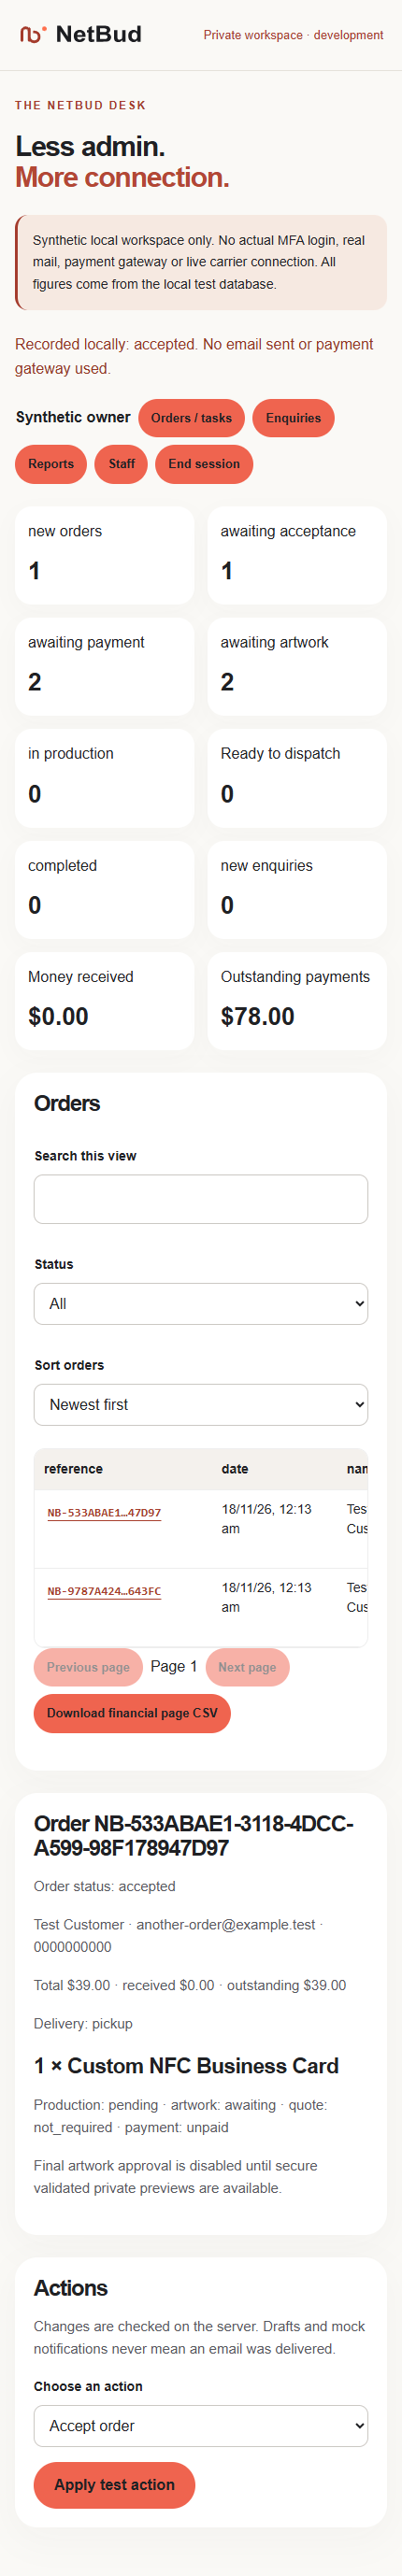 NetBud
Private workspace · development
THE NETBUD DESK
Less admin.
More connection.
Synthetic local workspace only. No actual MFA login, real
mail, payment gateway or live carrier connection. All
figures come from the local test database.
Recorded locally: accepted. No email sent or payment
gateway used.
Synthetic owner
Orders / tasks
Enquiries
Reports
Staff
End session
new orders
1
awaiting acceptance
1
awaiting payment
2
awaiting artwork
2
in production
0
Ready to dispatch
0
completed
0
new enquiries
0
Money received
$0.00
Outstanding payments
$78.00
Orders
Search this view
Status
All
Sort orders
Newest first
reference date nan
NB-533ABAE1…47D97 18/11/26, 12:13 Tes
am Cus
NB-9787A424…643FC 18/11/26, 12:13 Tes
am Cus
Previous page Page 1 Next page
Download financial page CSV
Order NB-533ABAE1-3118-4DCC-
A599-98F178947D97
Order status: accepted
Test Customer · another-order@example.test ·
0000000000
Total $39.00 · received $0.00 · outstanding $39.00
Delivery: pickup
1 × Custom NFC Business Card
Production: pending · artwork: awaiting · quote:
not_required · payment: unpaid
Final artwork approval is disabled until secure
validated private previews are available.
Actions
Changes are checked on the server. Drafts and mock
notifications never mean an email was delivered.
Choose an action
Accept order
Apply test action